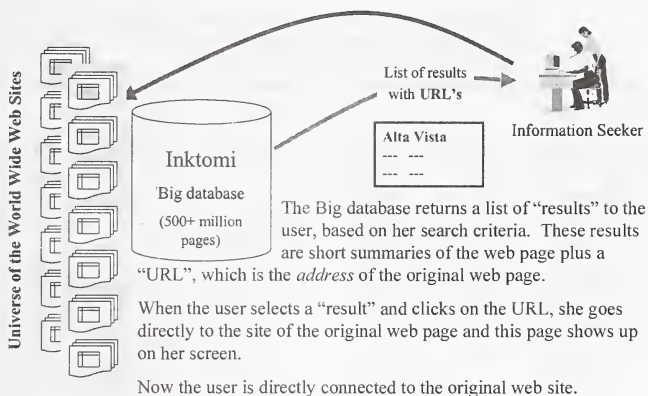 Universe of the World Wide Web Sites
List of results
with URL's
Information Seeker
Alta Vista
--- ---
--- ---
Inktomi
Big database
(500+ million
pages)
The Big database returns a list of “results” to the
user, based on her search criteria. These results
are short summaries of the web page plus a
“URL”, which is the address of the original web page.
When the user selects a “result” and clicks on the URL, she goes
directly to the site of the original web page and this page shows up
on her screen.
Now the user is directly connected to the original web site.